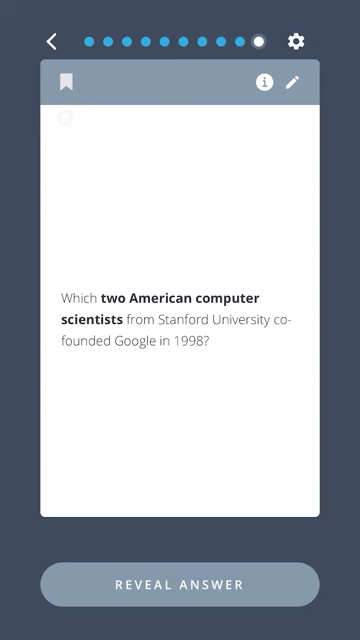 Q
Which two American computer
scientists from Stanford University co-
founded Google in 1998?
REVEAL ANSWER